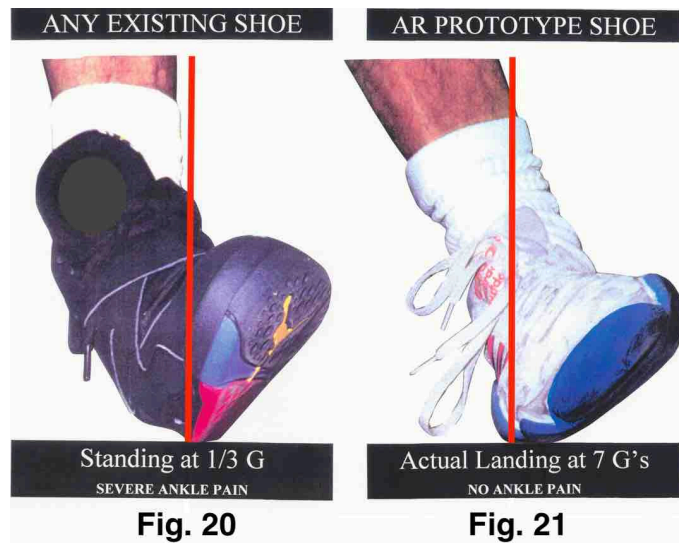 ANY EXISTING SHOE
Standing at 1/3 G
SEVERE ANKLE PAIN
Fig. 20
AR PROTOTYPE SHOE
Actual Landing at 7 G's
NO ANKLE PAIN
Fig. 21